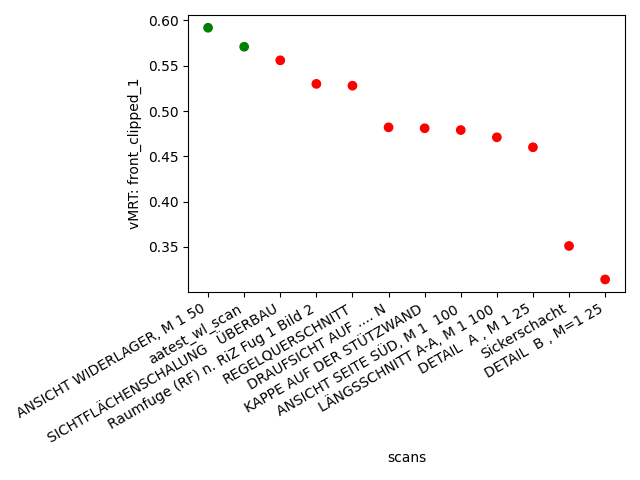 0.60
0.55
0.50
0.45
0.40
0.35
vMRT: front_clipped_1
ANSICHT WIDERLAGER, M 1 50
aatest_wl_scan
SICHTFLÄCHENSCHALUNG   ÜBERBAU
Raumfuge (RF) n. RiZ Fug 1 Bild 2
REGELQUERSCHNITT
DRAUFSICHT AUF .... N
KAPPE AUF DER STÜTZWAND
ANSICHT SEITE SÜD, M 1  100
LÄNGSSCHNITT A-A, M 1 100
DETAIL  A , M 1 25
Sickerschacht
DETAIL  B , M=1 25
scans